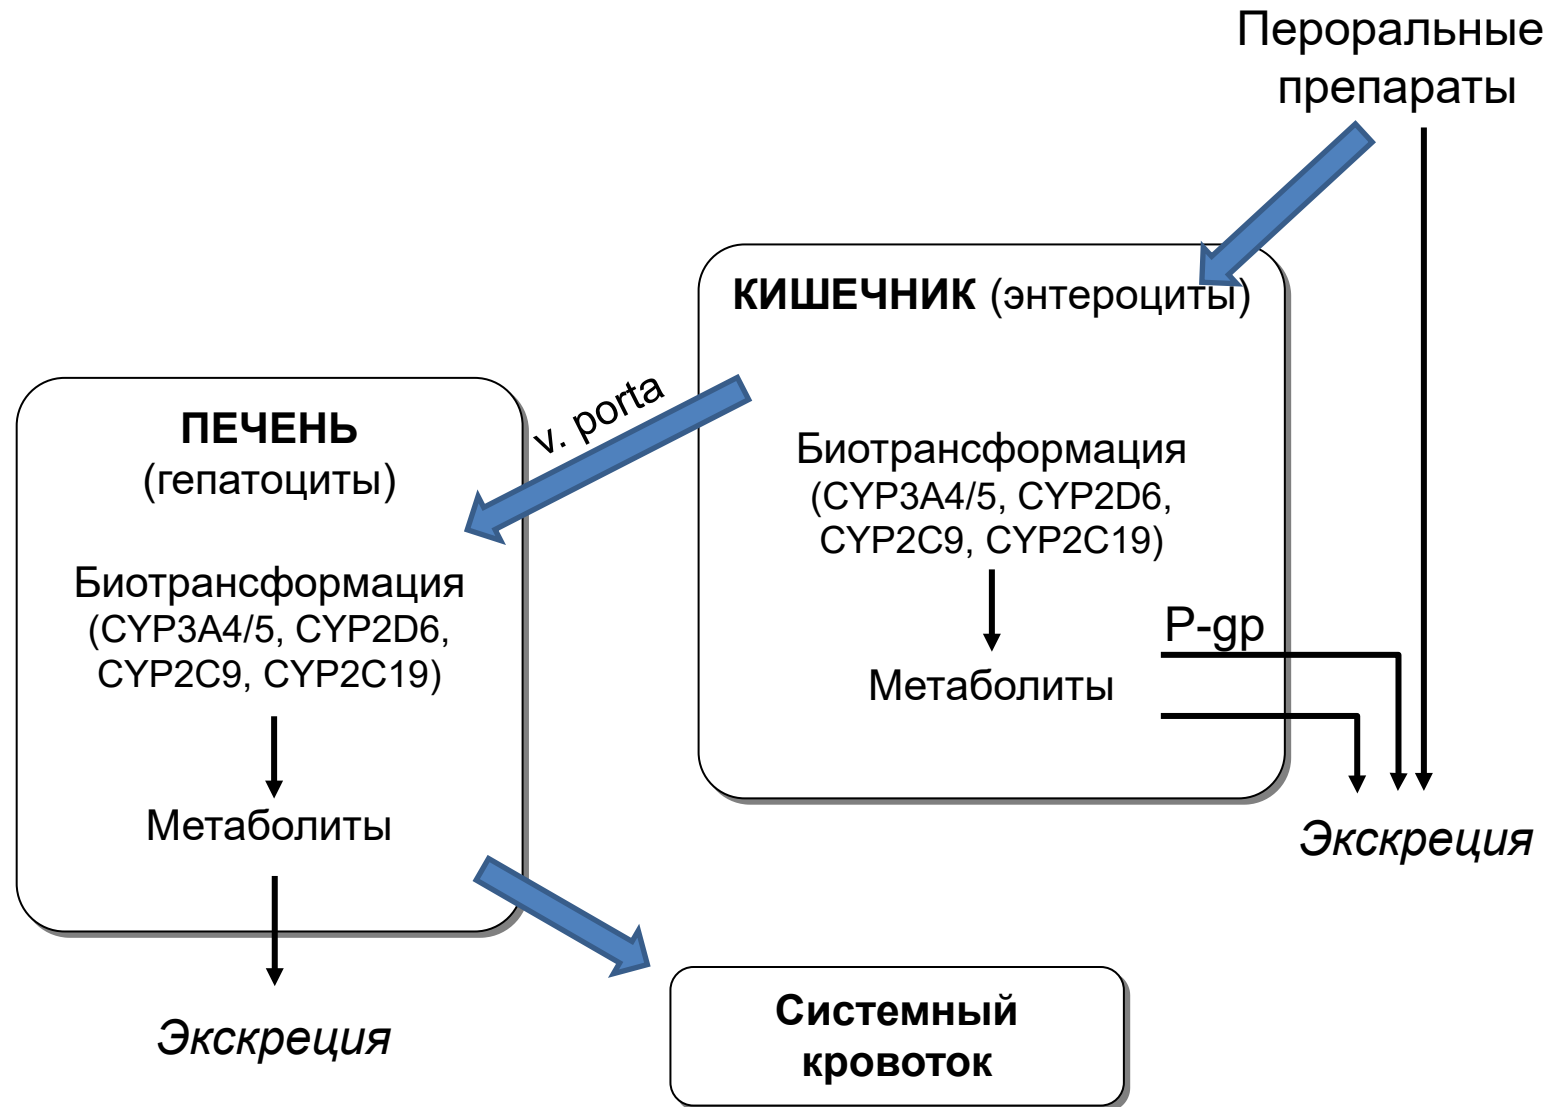 Пероральные
препараты
КИШЕЧНИК (энтероциты)
v. porta
ПЕЧЕНЬ
(гепатоциты)
Биотрансформация
(CYP3A4/5, CYP2D6,
CYP2C9, CYP2C19)
Биотрансформация
(CYP3A4/5, CYP2D6,
CYP2C9, CYP2C19)
P-gp
Метаболиты
Метаболиты
Экскреция
Экскреция
Системный
кровоток